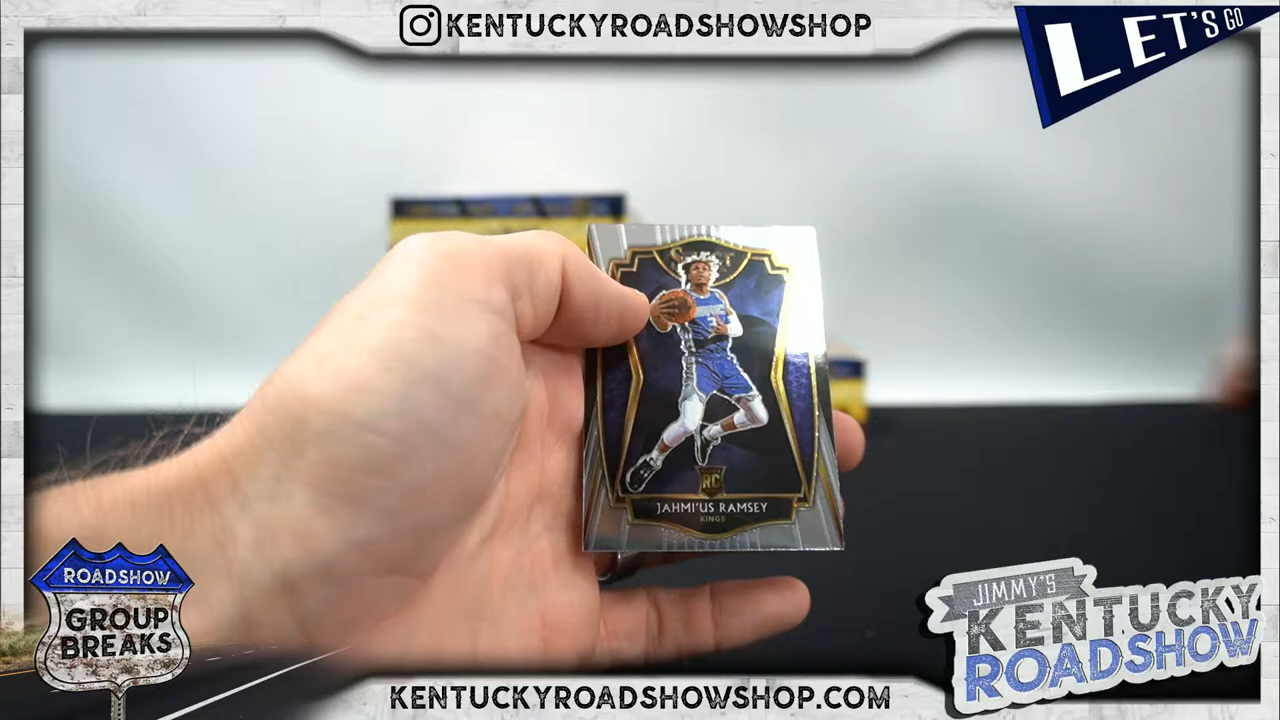 KENTUCKYROADSHOWSHOP
LET'S GO
JAHMI'US RAMSEY
KINGS
RC
ROADSHOW
GROUP
BREAKS
JIMMY'S
KENTUCKY
ROADSHOW
KENTUCKYROADSHOWSHOP.COM